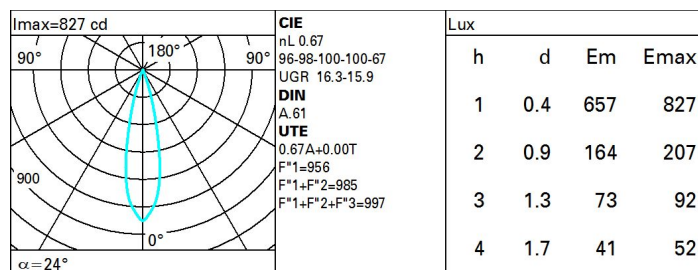 Imax=827 cd
90°
180°
90°
900
0°
α=24°
CIE
nL 0.67
96-98-100-100-67
UGR 16.3-15.9
DIN
A.61
UTE
0.67A+0.00T
F"1=956
F"1+F"2=985
F"1+F"2+F"3=997
Lux
h d Em Emax
1 0.4 657 827
2 0.9 164 207
3 1.3 73 92
4 1.7 41 52